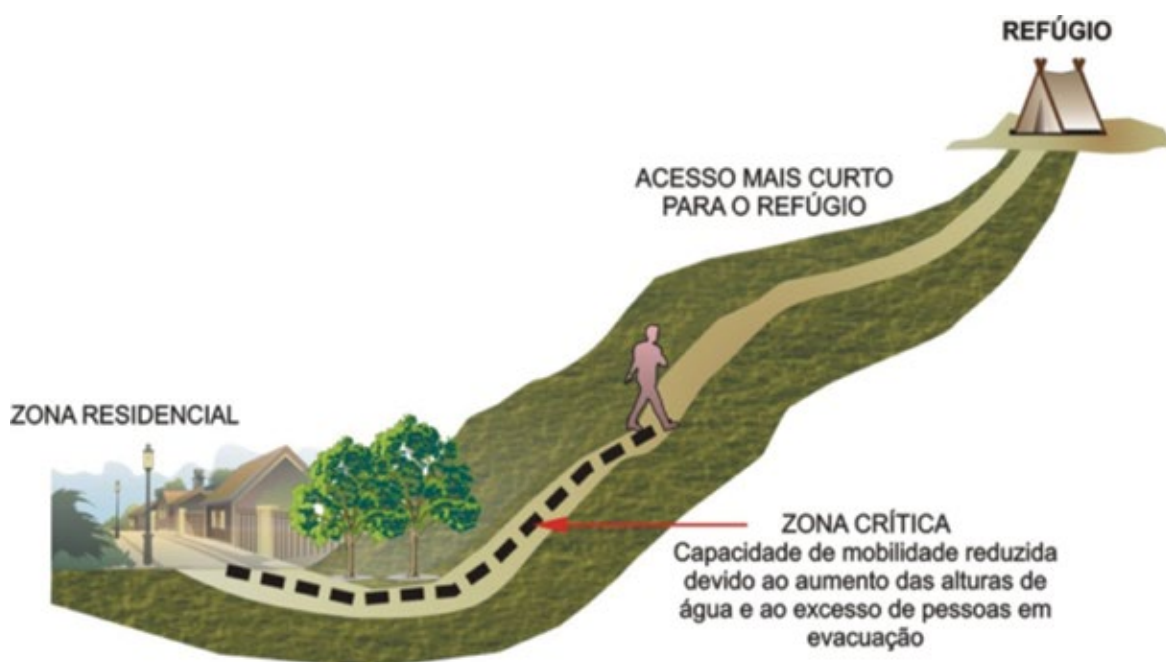 REFÚGIO
ACESSO MAIS CURTO
PARA O REFÚGIO
ZONA RESIDENCIAL
ZONA CRÍTICA
Capacidade de mobilidade reduzida
devido ao aumento das alturas de
água e ao excesso de pessoas em
evacuação